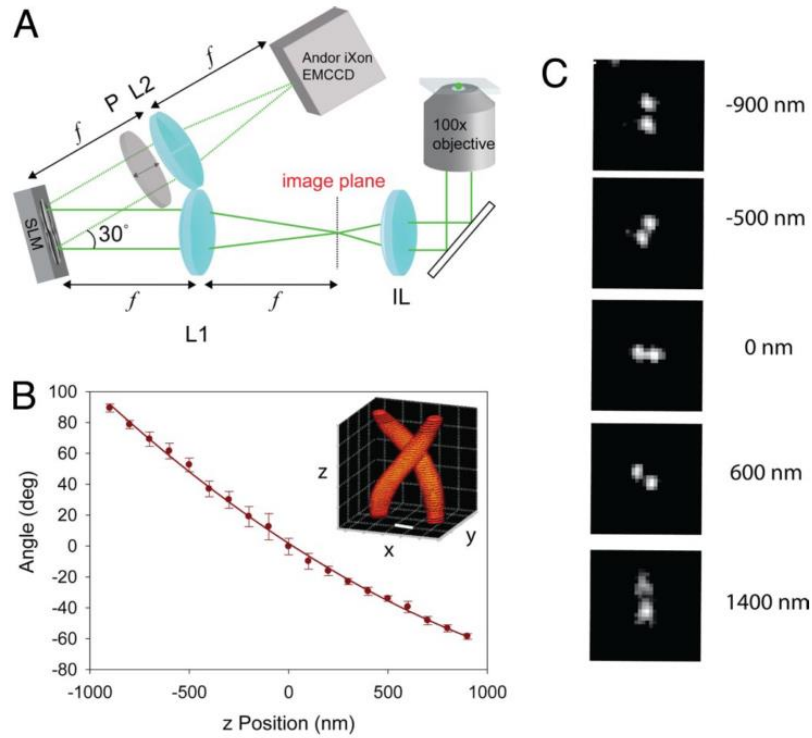 A
f
Andor iXon
EMCCD
P L2
f
100x
objective
image plane
SLM
30°
f
f
IL
L1
B
100
80
60
40
20
0
-20
-40
-60
-80
Angle (deg)
-1000
-500
0
500
1000
z Position (nm)
z
x
y
C
-900 nm
-500 nm
0 nm
600 nm
1400 nm